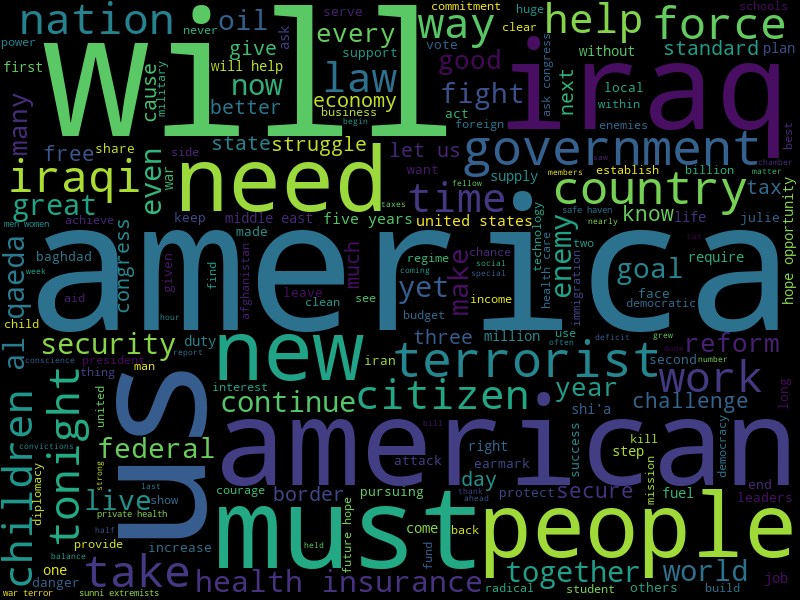 nation
oil
will
way
help
commitment
huge
schools
never
serve
ask
force
power
give
every
clear
first
now
support
vote
without
standard
plan
will help
law
good
ask congress
iraq
cause
military
economy
next
local
many
better
business
fight
act
within
begin
foreign
enemies
best
state
struggle
let us
government
free
share
saw
chamber
iraqi
even
war
side
need
want
supply
members
establish
billion
matter
taxes
time
fellow
country
tax
great
keep
middle east
five years
united states
technology
safe haven
know
life
julie
achieve
men women
made
nearly
hope opportunity
america
congress
baghdad
week
al qaeda
given
find
afghanistan
much
regime
chance
make
health care
enemy
two
goal
require
social
special
immigration
face
democratic
cut
aid
leave
clean
see
coming
yet
income
child
hour
budget
security
duty
new
three
million
use
often
deficit
grew
reform
conscience
president
report
iran
terrorist
second
done
number
thing
man
children
tonight
united
us
interest
continue
citizen
year
work
long
shi'a
challenge
american
bill
convictions
federal
attack
right
earmark
success
kill
step
democracy
diplomacy
strong
last
live
show
courage
border
pursuing
day
protect
secure
mission
fuel
end
leaders
private health
must
thank
ahead
people
half
held
future hope
come
back
provide
balance
increase
fund
one
danger
take
health insurance
together
world
job
radical
student
others
build
war terror
sunni extremists